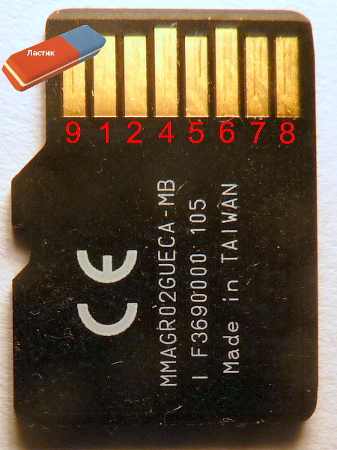 Ластик
9 1 2 4 5 6 7 8
CE
MMAGR02GUECA-MB
I F3690000 105
Made in TAIWAN